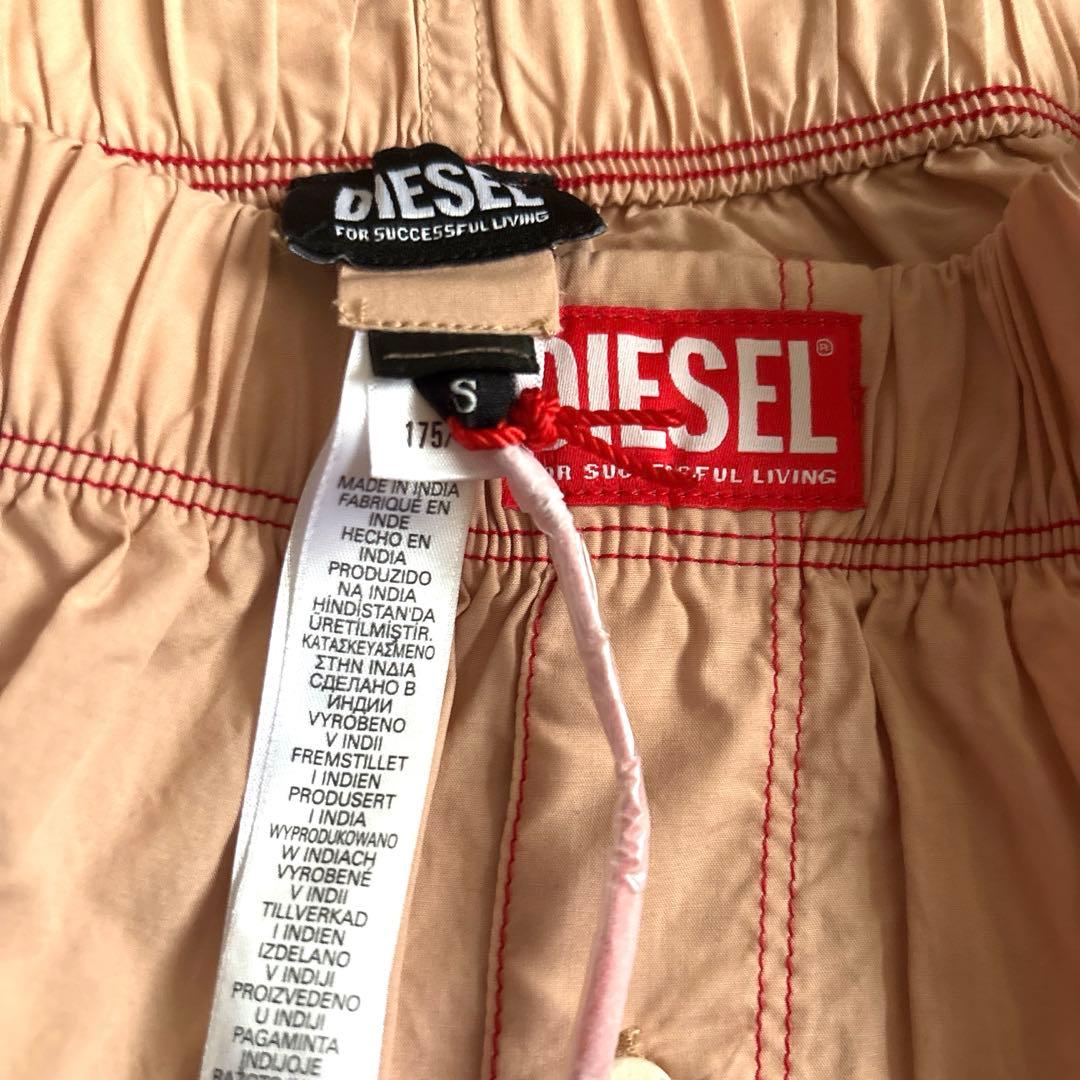 DIESEL
FOR SUCCESSFUL LIVING
DIESEL®
FOR SUCCESSFUL LIVING
S
175/
MADE IN INDIA
FABRIQUÉ EN
INDE
HECHO EN
INDIA
PRODUZIDO
NA INDIA
HİNDİSTAN'DA
ÜRETİLMİŞTİR.
ΚΑΤΑΣΚΕΥΑΣΜΕΝΟ
ΣΤΗΝ ΙΝΔΙΑ
СДЕЛАНО В
ИНДИИ
VYROBENO
V INDII
FREMSTILLET
I INDIEN
PRODUSERT
I INDIA
WYPRODUKOWANO
W INDIACH
VYROBENÉ
V INDII
TILLVERKAD
I INDIEN
IZDELANO
V INDIJI
PROIZVEDENO
U INDIJI
PAGAMINTA
INDIJOJE